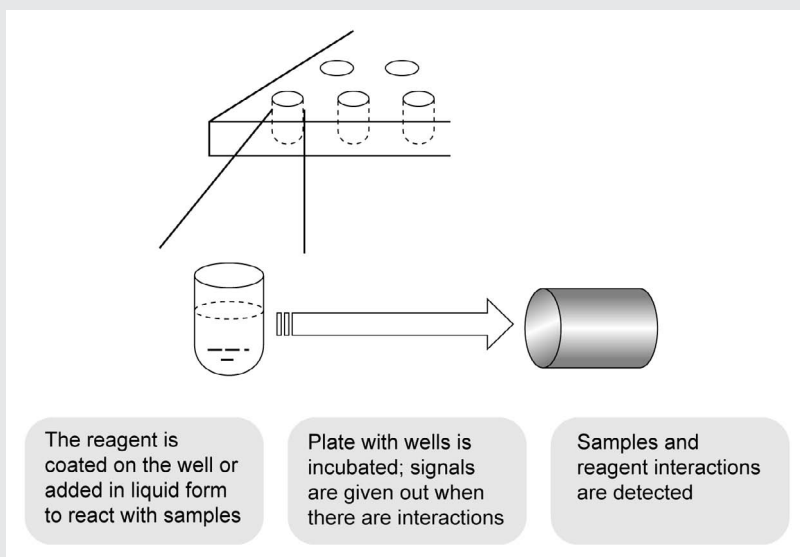 The reagent is
coated on the well or
added in liquid form
to react with samples
Plate with wells is
incubated; signals
are given out when
there are interactions
Samples and
reagent interactions
are detected